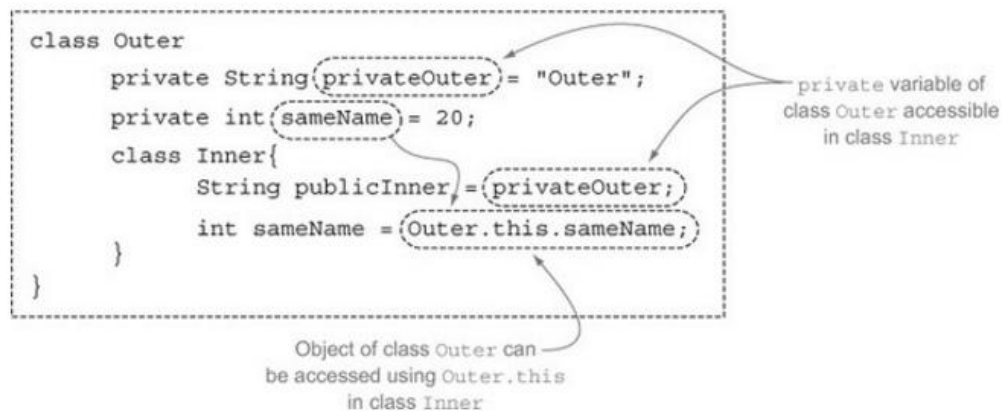 class Outer
private String privateOuter = "Outer";
private int sameName = 20;
class Inner{
String publicInner = privateOuter;
int sameName = Outer.this.sameName;
}
}
private variable of
class Outer accessible
in class Inner
Object of class Outer can
be accessed using Outer.this
in class Inner